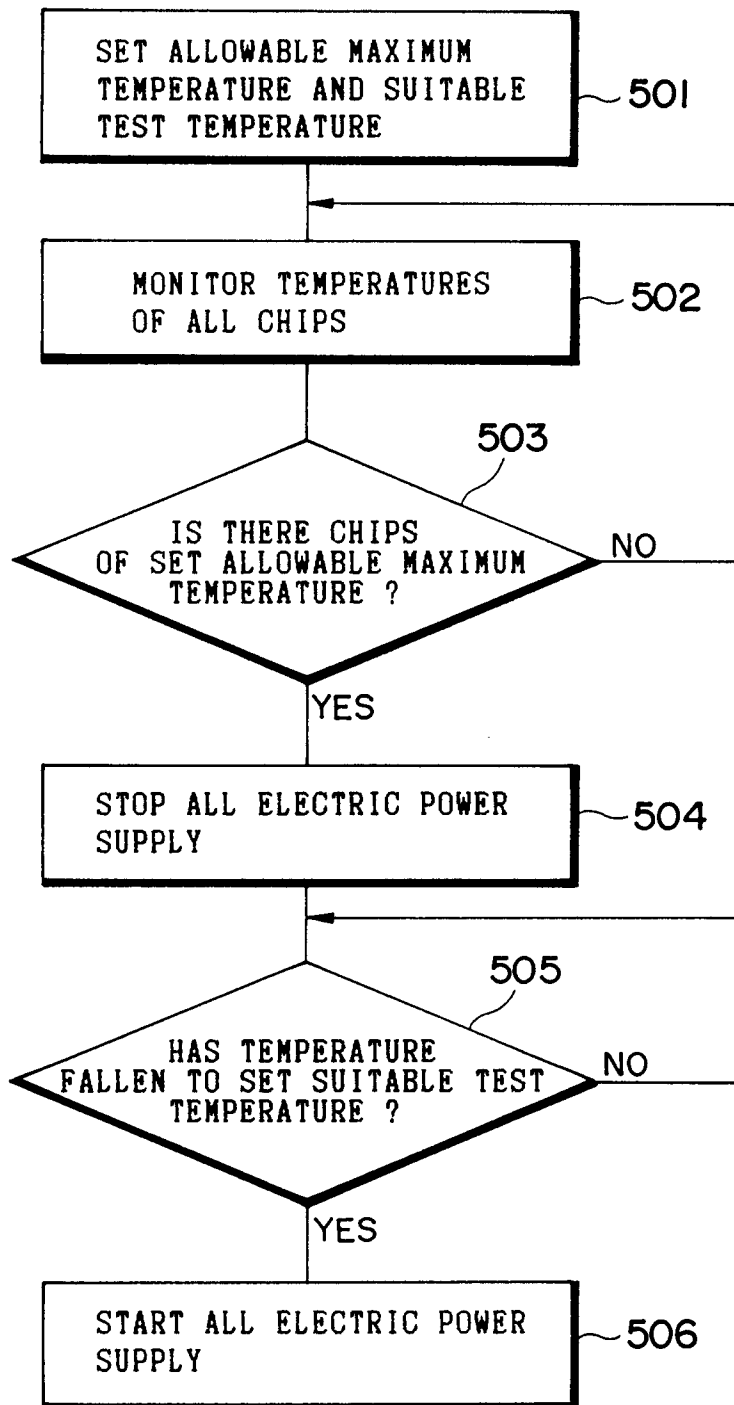 SET ALLOWABLE MAXIMUM
TEMPERATURE AND SUITABLE
TEST TEMPERATURE
501
MONITOR TEMPERATURES
OF ALL CHIPS
502
503
IS THERE CHIPS
OF SET ALLOWABLE MAXIMUM
TEMPERATURE ?
NO
YES
STOP ALL ELECTRIC POWER
SUPPLY
504
505
HAS TEMPERATURE
FALLEN TO SET SUITABLE TEST
TEMPERATURE ?
NO
YES
START ALL ELECTRIC POWER
SUPPLY
506